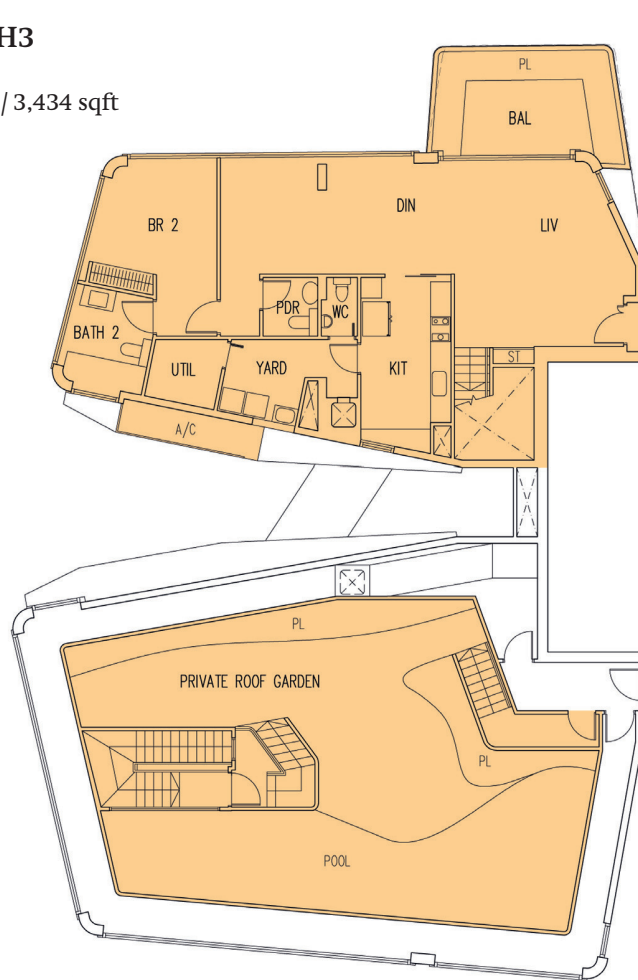 H3
/ 3,434 sqft
PL
BAL
BR 2
DIN
LIV
PDR
WC
BATH 2
UTIL
YARD
KIT
ST
A/C
PL
PRIVATE ROOF GARDEN
PL
POOL